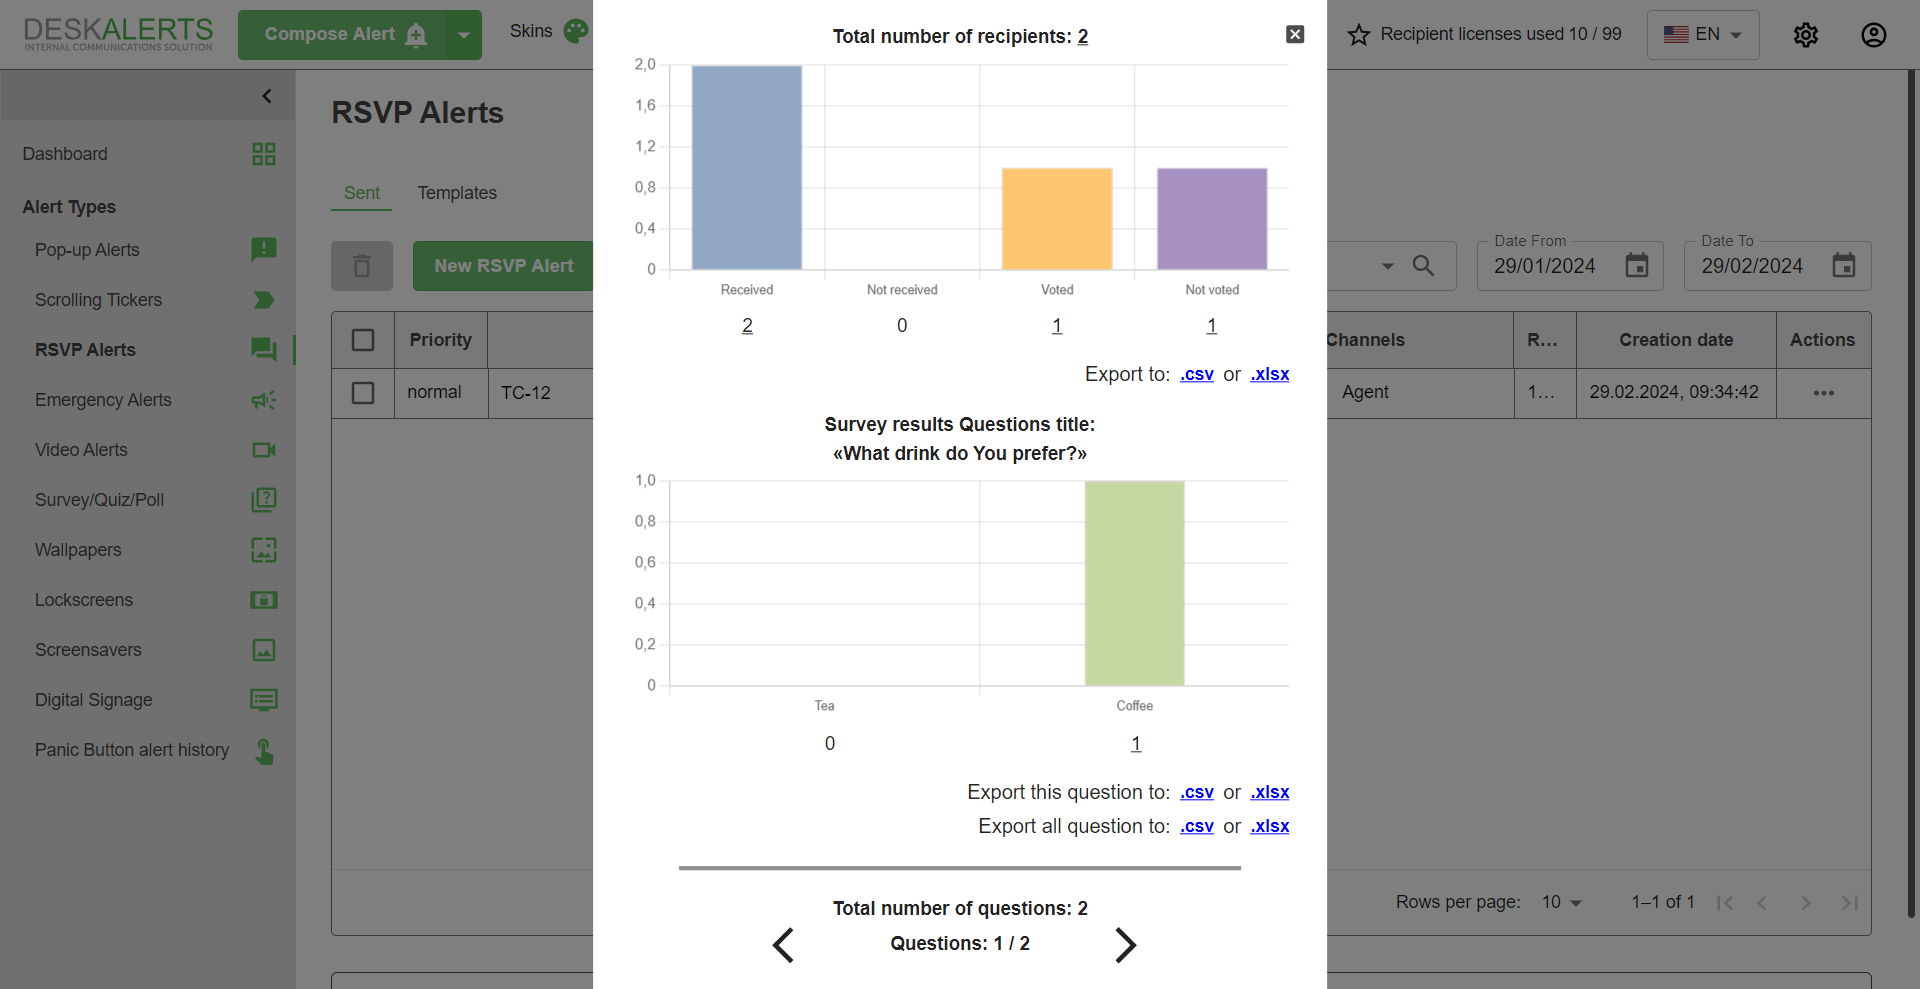 DESKALERTS
INTERNAL COMMUNICATIONS SOLUTION
Compose Alert
Skins
Recipient licenses used 10 / 99
EN
Dashboard
Alert Types
Pop-up Alerts
Scrolling Tickers
RSVP Alerts
Emergency Alerts
Video Alerts
Survey/Quiz/Poll
Wallpapers
Lockscreens
Screensavers
Digital Signage
Panic Button alert history
RSVP Alerts
Sent
Templates
New RSVP Alert
Date From
29/01/2024
Date To
29/02/2024
Priority
Channels
R...
Creation date
Actions
normal
TC-12
Agent
1...
29.02.2024, 09:34:42
Rows per page: 10
1–1 of 1
Total number of recipients: 2
2,0
1,6
1,2
0,8
0,4
0
Received
Not received
Voted
Not voted
2
0
1
1
Export to: .csv or .xlsx
Survey results Questions title:
«What drink do You prefer?»
1,0
0,8
0,6
0,4
0,2
0
Tea
Coffee
0
1
Export this question to: .csv or .xlsx
Export all question to: .csv or .xlsx
Total number of questions: 2
Questions: 1 / 2